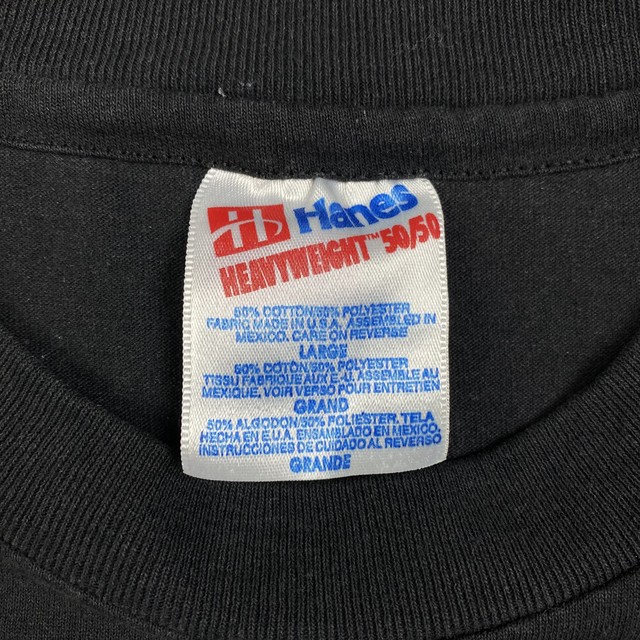 Hanes
HEAVYWEIGHT™ 50/50
50% COTTON/50% POLYESTER
FABRIC MADE IN U.S.A. ASSEMBLED IN
MEXICO. CARE ON REVERSE
LARGE
50% COTON/50% POLYESTER
TISSU FABRIQUE AUX E.-U. ASSEMBLE AU
MEXIQUE. VOIR VERSO POUR ENTRETIEN
GRAND
50% ALGODON/50% POLIESTER, TELA
HECHA EN E.U.A. ENSAMBLADO EN MEXICO.
INSTRUCCIONES DE CUIDADO AL REVERSO
GRANDE